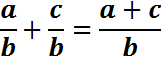 a/b + c/b = (a + c)/b